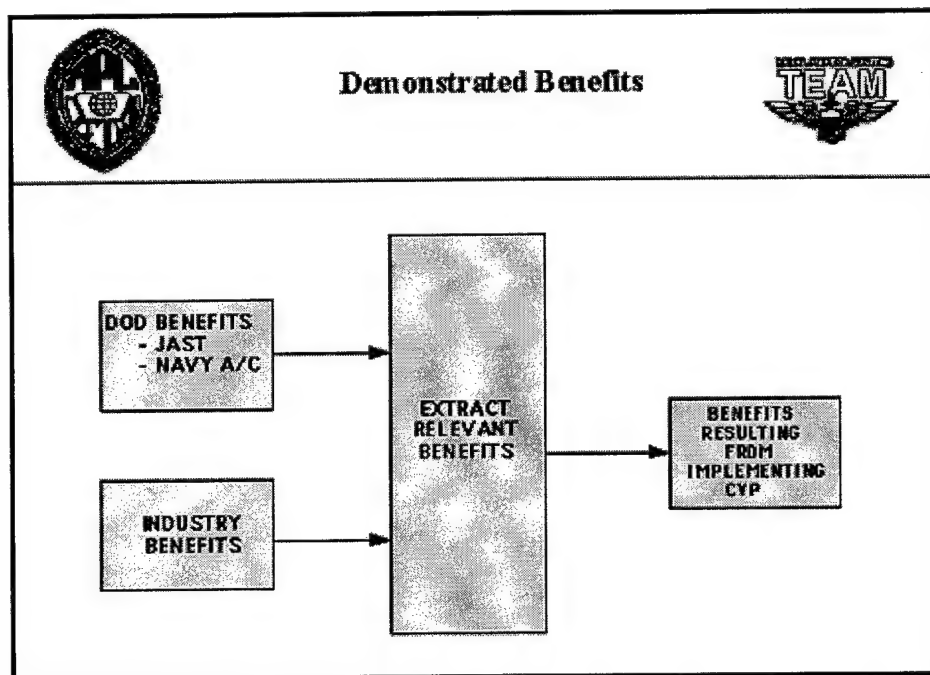 Demonstrated Benefits
TEAM
DOD BENEFITS
- JAST
- NAVY A/C
EXTRACT
RELEVANT
BENEFITS
BENEFITS
RESULTING
FROM
IMPLEMENTING
CYP
INDUSTRY
BENEFITS